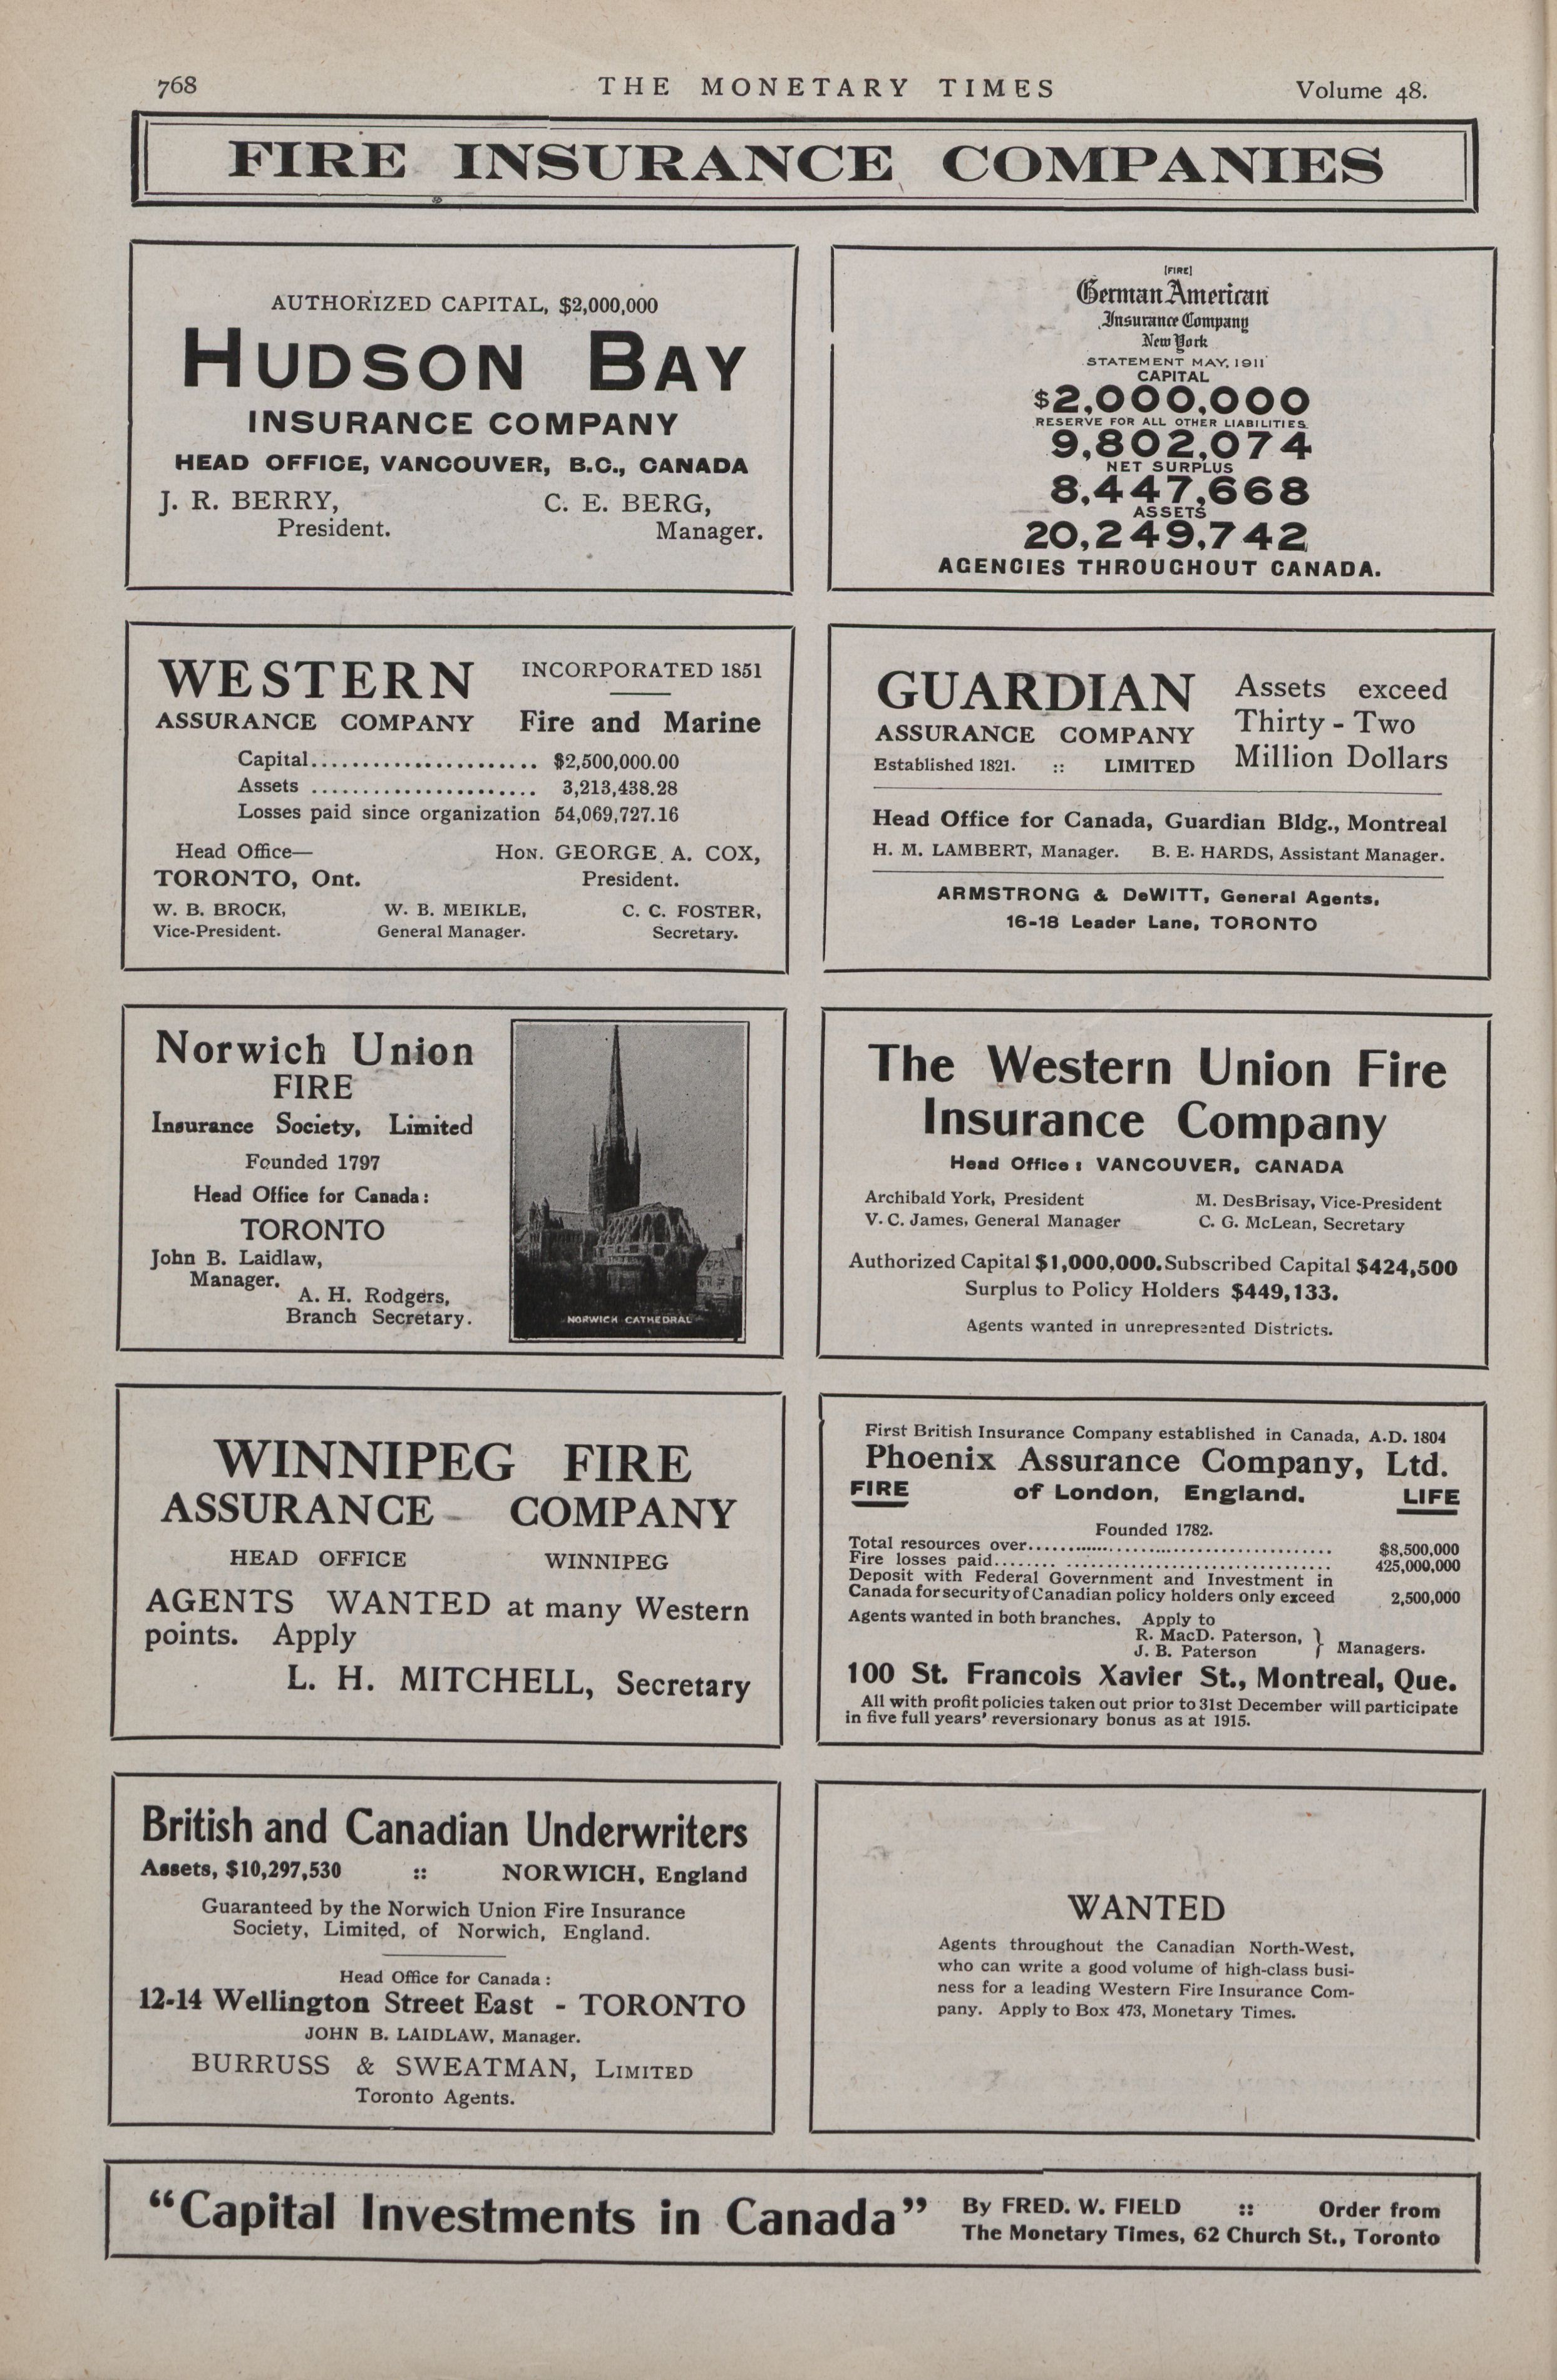 768
THE MONETARY TIMES
Volume 48.
FIRE INSURANCE COMPANIES
AUTHORIZED CAPITAL, $2,000,000
HUDSON BAY
INSURANCE COMPANY
HEAD OFFICE, VANCOUVER, B.C., CANADA
J. R. BERRY, C. E. BERG,
President. Manager.
[FIRE]
German American
Insurance Company
New York
STATEMENT MAY, 1911
CAPITAL
$2,000,000
RESERVE FOR ALL OTHER LIABILITIES
9,802,074
NET SURPLUS
8,447,668
ASSETS
20,249,742
AGENCIES THROUGHOUT CANADA.
WESTERN INCORPORATED 1851
ASSURANCE COMPANY Fire and Marine
Capital...................... $2,500,000.00
Assets ...................... 3,213,438.28
Losses paid since organization 54,069,727.16
Head Office— HON. GEORGE A. COX,
TORONTO, Ont. President.
W. B. BROCK, W. B. MEIKLE, C. C. FOSTER,
Vice-President. General Manager. Secretary.
GUARDIAN
ASSURANCE COMPANY
Established 1821. :: LIMITED
Assets exceed
Thirty - Two
Million Dollars
Head Office for Canada, Guardian Bldg., Montreal
H. M. LAMBERT, Manager. B. E. HARDS, Assistant Manager.
ARMSTRONG & DeWITT, General Agents,
16-18 Leader Lane, TORONTO
Norwich Union
FIRE
Insurance Society, Limited
Founded 1797
Head Office for Canada:
TORONTO
John B. Laidlaw,
Manager.
A. H. Rodgers,
Branch Secretary.
NORWICH CATHEDRAL
The Western Union Fire
Insurance Company
Head Office: VANCOUVER, CANADA
Archibald York, President M. DesBrisay, Vice-President
V. C. James, General Manager C. G. McLean, Secretary
Authorized Capital $1,000,000. Subscribed Capital $424,500
Surplus to Policy Holders $449,133.
Agents wanted in unrepresented Districts.
WINNIPEG FIRE
ASSURANCE COMPANY
HEAD OFFICE WINNIPEG
AGENTS WANTED at many Western
points. Apply
L. H. MITCHELL, Secretary
First British Insurance Company established in Canada, A.D. 1804
Phoenix Assurance Company, Ltd.
FIRE of London, England. LIFE
Founded 1782.
Total resources over...................................... $8,500,000
Fire losses paid...................................... 425,000,000
Deposit with Federal Government and Investment in
Canada for security of Canadian policy holders only exceed 2,500,000
Agents wanted in both branches. Apply to
R. MacD. Paterson, }
J. B. Paterson } Managers.
100 St. Francois Xavier St., Montreal, Que.
All with profit policies taken out prior to 31st December will participate
in five full years' reversionary bonus as at 1915.
British and Canadian Underwriters
Assets, $10,297,530 :: NORWICH, England
Guaranteed by the Norwich Union Fire Insurance
Society, Limited, of Norwich, England.
Head Office for Canada:
12-14 Wellington Street East - TORONTO
JOHN B. LAIDLAW, Manager.
BURRUSS & SWEATMAN, LIMITED
Toronto Agents.
WANTED
Agents throughout the Canadian North-West,
who can write a good volume of high-class busi-
ness for a leading Western Fire Insurance Com-
pany. Apply to Box 473, Monetary Times.
“Capital Investments in Canada”
By FRED. W. FIELD :: Order from
The Monetary Times, 62 Church St., Toronto